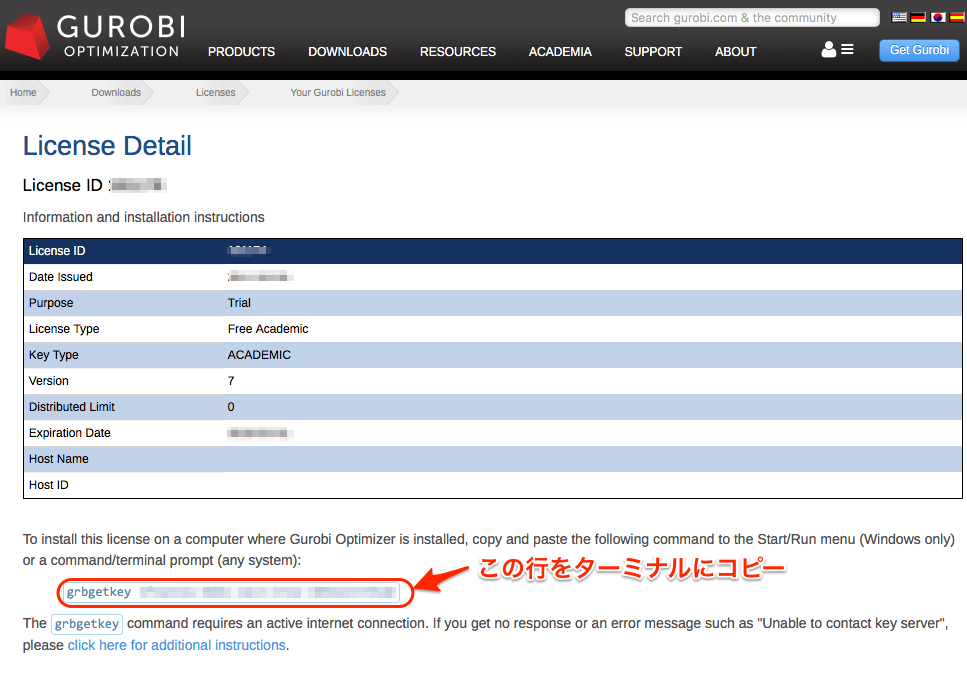 GUROBI
OPTIMIZATION
Search gurobi.com & the community
PRODUCTS DOWNLOADS RESOURCES ACADEMIA SUPPORT ABOUT
Get Gurobi
Home Downloads Licenses Your Gurobi Licenses
License Detail
License ID
Information and installation instructions
License ID
Date Issued
Purpose Trial
License Type Free Academic
Key Type ACADEMIC
Version 7
Distributed Limit 0
Expiration Date
Host Name
Host ID
To install this license on a computer where Gurobi Optimizer is installed, copy and paste the following command to the Start/Run menu (Windows only)
or a command/terminal prompt (any system):
この行をターミナルにコピー
grbgetkey
The grbgetkey command requires an active internet connection. If you get no response or an error message such as "Unable to contact key server",
please click here for additional instructions.